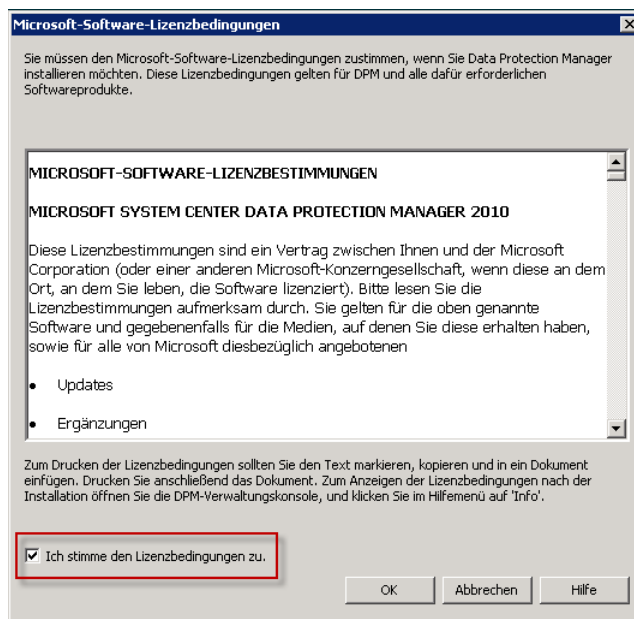 Microsoft-Software-Lizenzbedingungen
Sie müssen den Microsoft-Software-Lizenzbedingungen zustimmen, wenn Sie Data Protection Manager
installieren möchten. Diese Lizenzbedingungen gelten für DPM und alle dafür erforderlichen
Softwareprodukte.
MICROSOFT-SOFTWARE-LIZENZBESTIMMUNGEN
MICROSOFT SYSTEM CENTER DATA PROTECTION MANAGER 2010
Diese Lizenzbestimmungen sind ein Vertrag zwischen Ihnen und der Microsoft
Corporation (oder einer anderen Microsoft-Konzerngesellschaft, wenn diese an dem
Ort, an dem Sie leben, die Software lizenziert). Bitte lesen Sie die
Lizenzbestimmungen aufmerksam durch. Sie gelten für die oben genannte
Software und gegebenenfalls für die Medien, auf denen Sie diese erhalten haben,
sowie für alle von Microsoft diesbezüglich angebotenen
• Updates
• Ergänzungen
Zum Drucken der Lizenzbedingungen sollten Sie den Text markieren, kopieren und in ein Dokument
einfügen. Drucken Sie anschließend das Dokument. Zum Anzeigen der Lizenzbedingungen nach der
Installation öffnen Sie die DPM-Verwaltungskonsole, und klicken Sie im Hilfemenü auf 'Info'.
Ich stimme den Lizenzbedingungen zu.
OK Abbrechen Hilfe